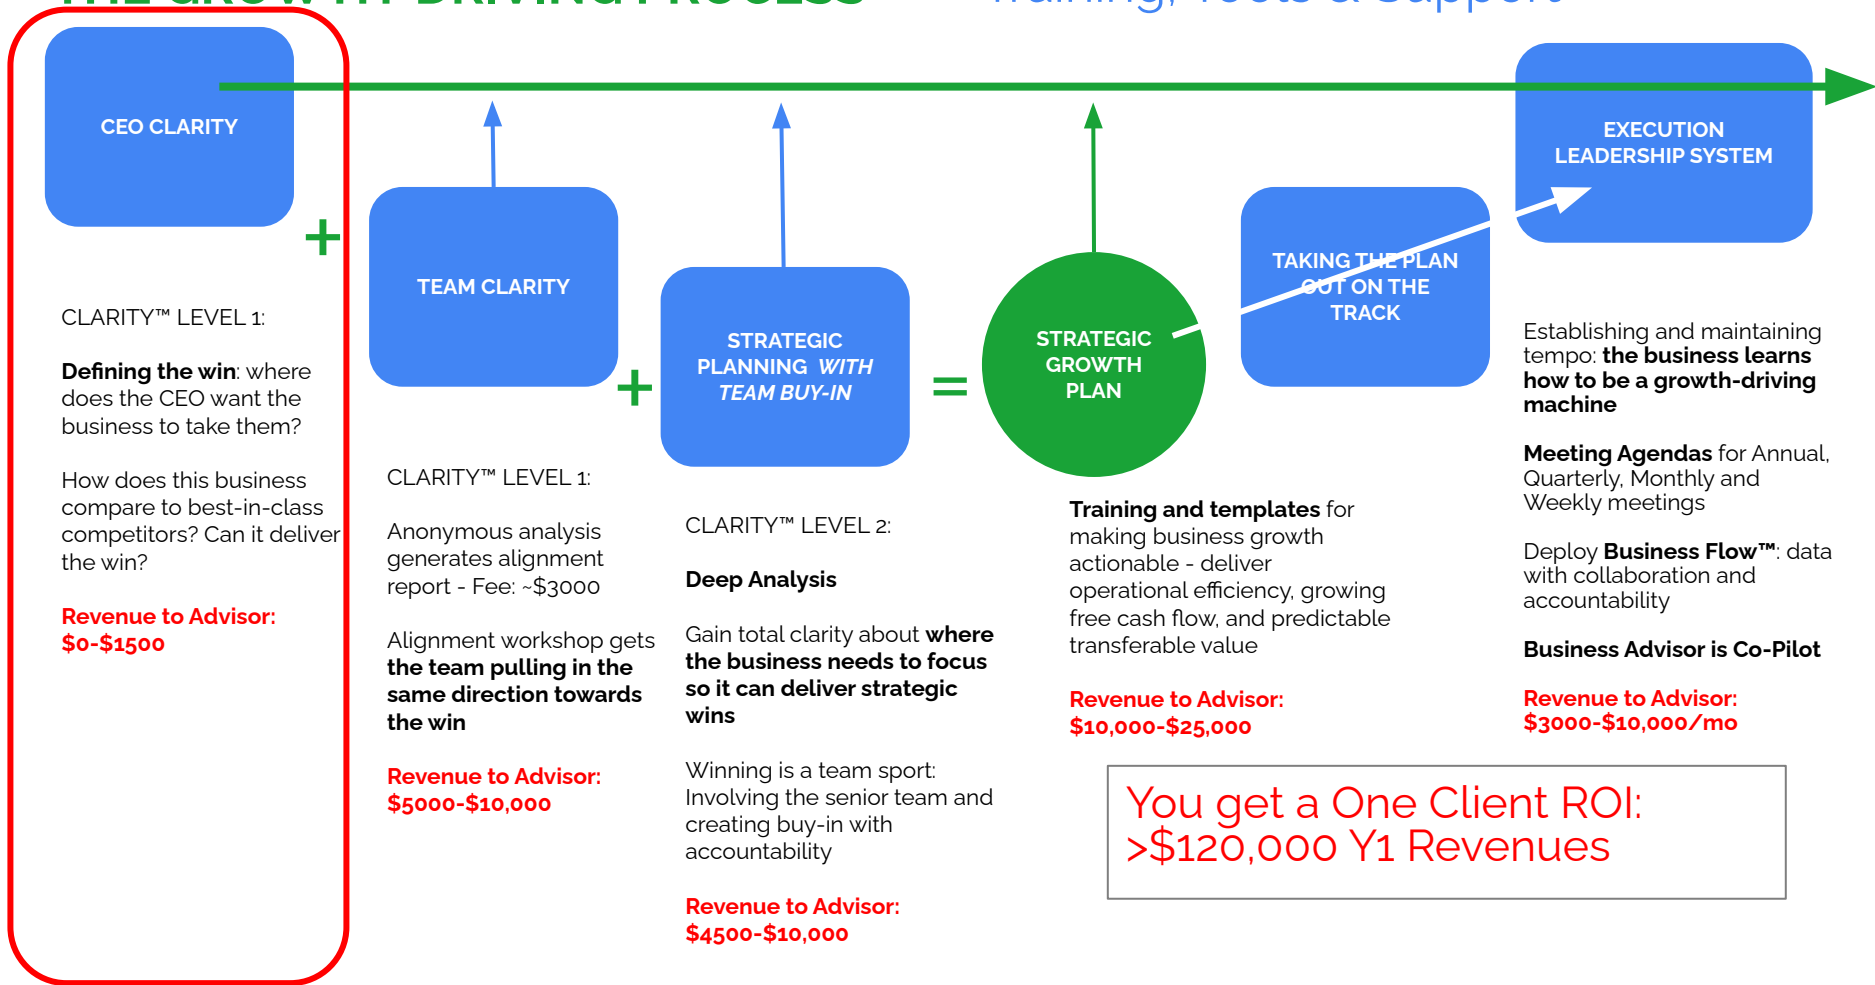 THE GROWTH-DRIVING PROCESS
Training, Tools & Support
CEO CLARITY
+
CLARITY™ LEVEL 1:
Defining the win: where
does the CEO want the
business to take them?
How does this business
compare to best-in-class
competitors? Can it deliver
the win?
Revenue to Advisor:
$0-$1500
TEAM CLARITY
+
CLARITY™ LEVEL 1:
Anonymous analysis
generates alignment
report - Fee: ~$3000
Alignment workshop gets
the team pulling in the
same direction towards
the win
Revenue to Advisor:
$5000-$10,000
STRATEGIC
PLANNING WITH
TEAM BUY-IN
=
CLARITY™ LEVEL 2:
Deep Analysis
Gain total clarity about where
the business needs to focus
so it can deliver strategic
wins
Winning is a team sport:
Involving the senior team and
creating buy-in with
accountability
Revenue to Advisor:
$4500-$10,000
STRATEGIC
GROWTH
PLAN
TAKING THE PLAN
OUT ON THE
TRACK
Training and templates for
making business growth
actionable - deliver
operational efficiency, growing
free cash flow, and predictable
transferable value
Revenue to Advisor:
$10,000-$25,000
EXECUTION
LEADERSHIP SYSTEM
Establishing and maintaining
tempo: the business learns
how to be a growth-driving
machine
Meeting Agendas for Annual,
Quarterly, Monthly and
Weekly meetings
Deploy Business Flow™: data
with collaboration and
accountability
Business Advisor is Co-Pilot
Revenue to Advisor:
$3000-$10,000/mo
You get a One Client ROI:
>$120,000 Y1 Revenues